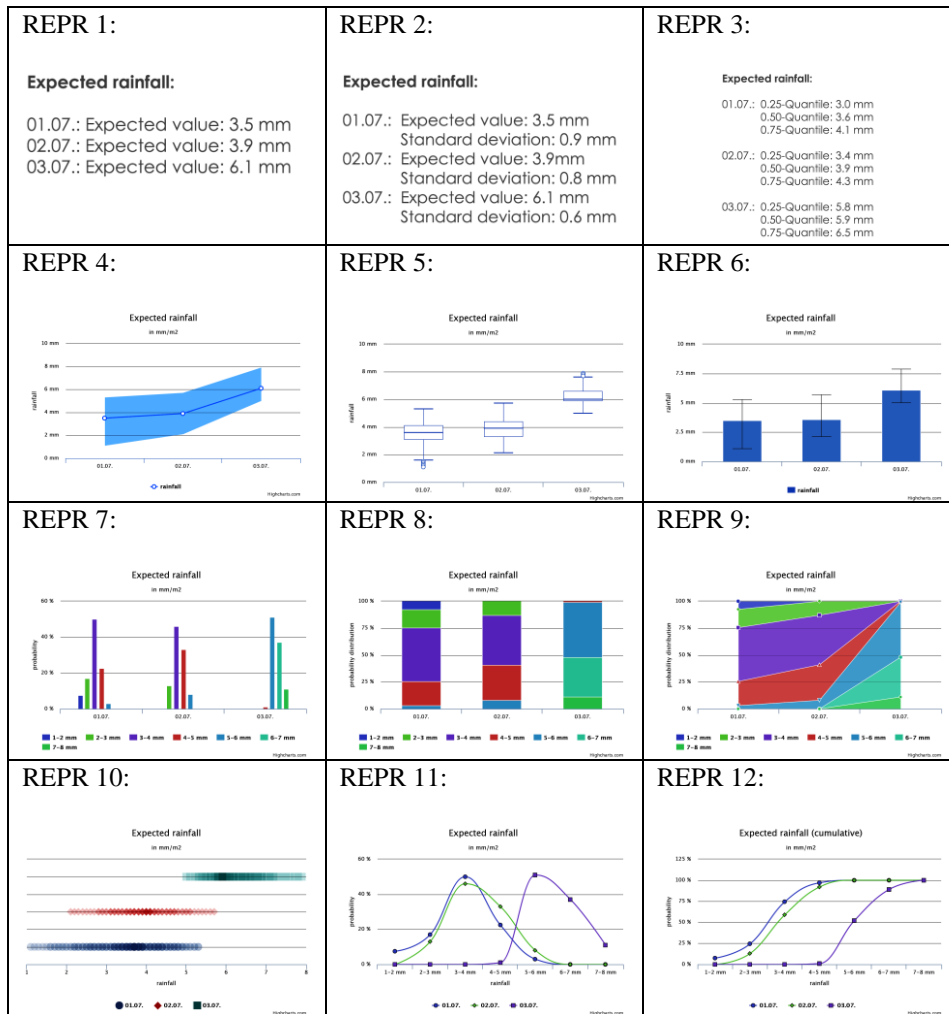 REPR 1:
Expected rainfall:
01.07.: Expected value: 3.5 mm
02.07.: Expected value: 3.9 mm
03.07.: Expected value: 6.1 mm
REPR 2:
Expected rainfall:
01.07.: Expected value: 3.5 mm
Standard deviation: 0.9 mm
02.07.: Expected value: 3.9mm
Standard deviation: 0.8 mm
03.07.: Expected value: 6.1 mm
Standard deviation: 0.6 mm
REPR 3:
Expected rainfall:
01.07.: 0.25-Quantile: 3.0 mm
0.50-Quantile: 3.6 mm
0.75-Quantile: 4.1 mm
02.07.: 0.25-Quantile: 3.4 mm
0.50-Quantile: 3.9 mm
0.75-Quantile: 4.3 mm
03.07.: 0.25-Quantile: 5.8 mm
0.50-Quantile: 5.9 mm
0.75-Quantile: 6.5 mm
REPR 4:
Expected rainfall
in mm/m2
10 mm
8 mm
6 mm
4 mm
2 mm
0 mm
rainfall
01.07. 02.07. 03.07.
rainfall
Highcharts.com
REPR 5:
Expected rainfall
in mm/m2
10 mm
8 mm
6 mm
4 mm
2 mm
0 mm
rainfall
01.07. 02.07. 03.07.
Highcharts.com
REPR 6:
Expected rainfall
in mm/m2
10 mm
7.5 mm
5 mm
2.5 mm
0 mm
rainfall
01.07. 02.07. 03.07.
rainfall
Highcharts.com
REPR 7:
Expected rainfall
in mm/m2
60 %
40 %
20 %
0 %
probability
01.07. 02.07. 03.07.
1-2 mm 2-3 mm 3-4 mm 4-5 mm 5-6 mm 6-7 mm
7-8 mm
Highcharts.com
REPR 8:
Expected rainfall
in mm/m2
100 %
75 %
50 %
25 %
0 %
probability distribution
01.07. 02.07. 03.07.
1-2 mm 2-3 mm 3-4 mm 4-5 mm 5-6 mm 6-7 mm
7-8 mm
Highcharts.com
REPR 9:
Expected rainfall
in mm/m2
100 %
75 %
50 %
25 %
0 %
probability distribution
01.07. 02.07. 03.07.
1-2 mm 2-3 mm 3-4 mm 4-5 mm 5-6 mm 6-7 mm
7-8 mm
Highcharts.com
REPR 10:
Expected rainfall
in mm/m2
1 2 3 4 5 6 7 8
rainfall
01.07. 02.07. 03.07.
Highcharts.com
REPR 11:
Expected rainfall
in mm/m2
60 %
40 %
20 %
0 %
probability
1-2 mm 2-3 mm 3-4 mm 4-5 mm 5-6 mm 6-7 mm 7-8 mm
rainfall
01.07. 02.07. 03.07.
Highcharts.com
REPR 12:
Expected rainfall (cumulative)
in mm/m2
125 %
100 %
75 %
50 %
25 %
0 %
probability
1-2 mm 2-3 mm 3-4 mm 4-5 mm 5-6 mm 6-7 mm 7-8 mm
rainfall
01.07. 02.07. 03.07.
Highcharts.com